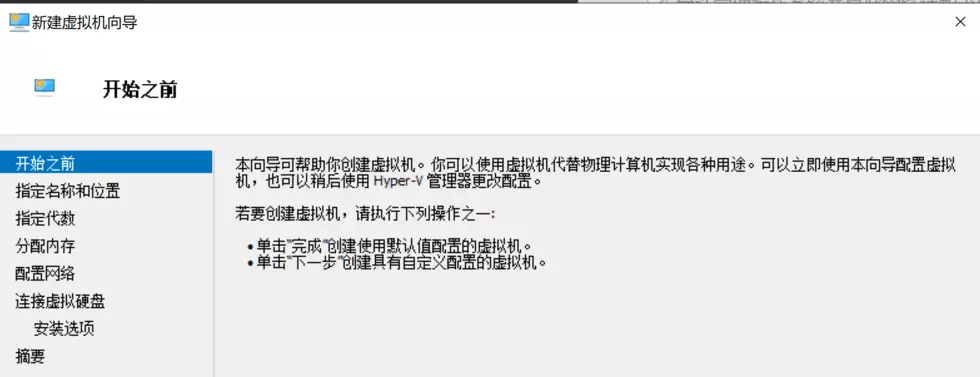 新建虚拟机向导
开始之前
开始之前
指定名称和位置
指定代数
分配内存
配置网络
连接虚拟硬盘
安装选项
摘要
本向导可帮助你创建虚拟机。你可以使用虚拟机代替物理计算机实现各种用途。可以立即使用本向导配置虚拟
机，也可以稍后使用 Hyper-V 管理器更改配置。
若要创建虚拟机，请执行下列操作之一:
• 单击"完成"创建使用默认值配置的虚拟机。
• 单击"下一步"创建具有自定义配置的虚拟机。